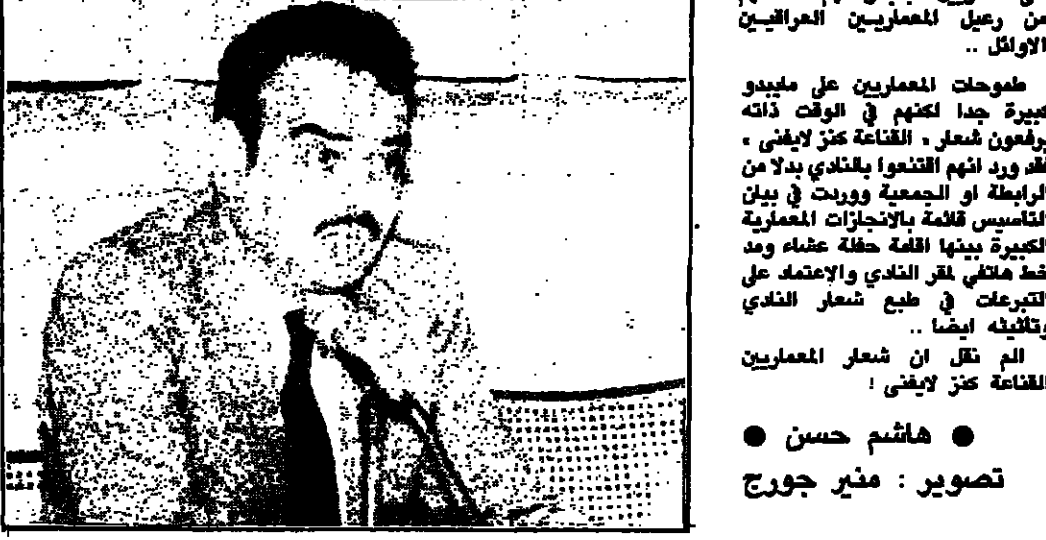 من رعيل المعماريين العراقيين
الاوائل ..
طموحات المعماريين على مايبدو
كبيرة جدا لكنهم في الوقت ذاته
يرفعون شعار « القناعة كنز لايفنى »
فقد ورد انهم اقتنعوا بالنادي بدلا من
الرابطة او الجمعية ووردت في بيان
التاسيس قائمة بالانجازات المعمارية
الكبيرة بينها اقامة حفلة عشاء ومد
خط هاتفي لمقر النادي والاعتماد على
التبرعات في طبع شعار النادي
وتأثيثه ايضا ..
الم نقل ان شعار المعماريين
القناعة كنز لايفنى !
● هاشم حسن ●
تصوير : منير جورج